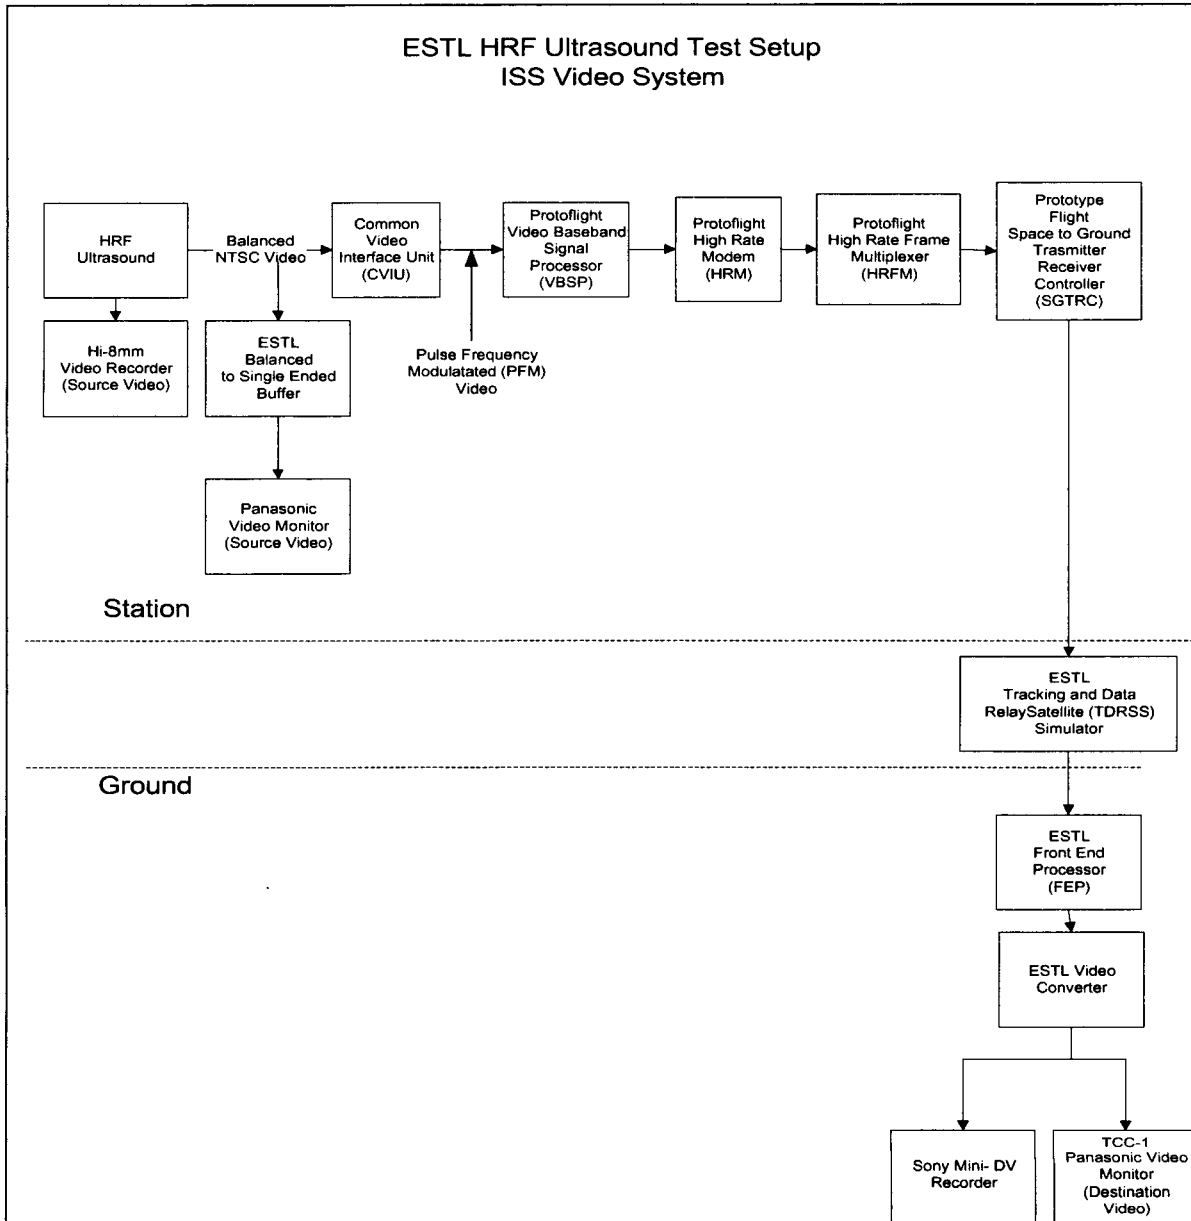 ESTL HRF Ultrasound Test Setup
ISS Video System
HRF
Ultrasound
Balanced
NTSC Video
Common
Video
Interface Unit
(CVIU)
Protoflight
Video Baseband
Signal
Processor
(VBSP)
Protoflight
High Rate
Modem
(HRM)
Protoflight
High Rate Frame
Multiplexer
(HRFM)
Prototype
Flight
Space to Ground
Trasmitter
Receiver
Controller
(SGTRC)
Hi-8mm
Video Recorder
(Source Video)
ESTL
Balanced
to Single Ended
Buffer
Pulse Frequency
Modulatated (PFM)
Video
Panasonic
Video Monitor
(Source Video)
Station
ESTL
Tracking and Data
RelaySatellite (TDRSS)
Simulator
Ground
ESTL
Front End
Processor
(FEP)
ESTL Video
Converter
Sony Mini- DV
Recorder
TCC-1
Panasonic Video
Monitor
(Destination
Video)